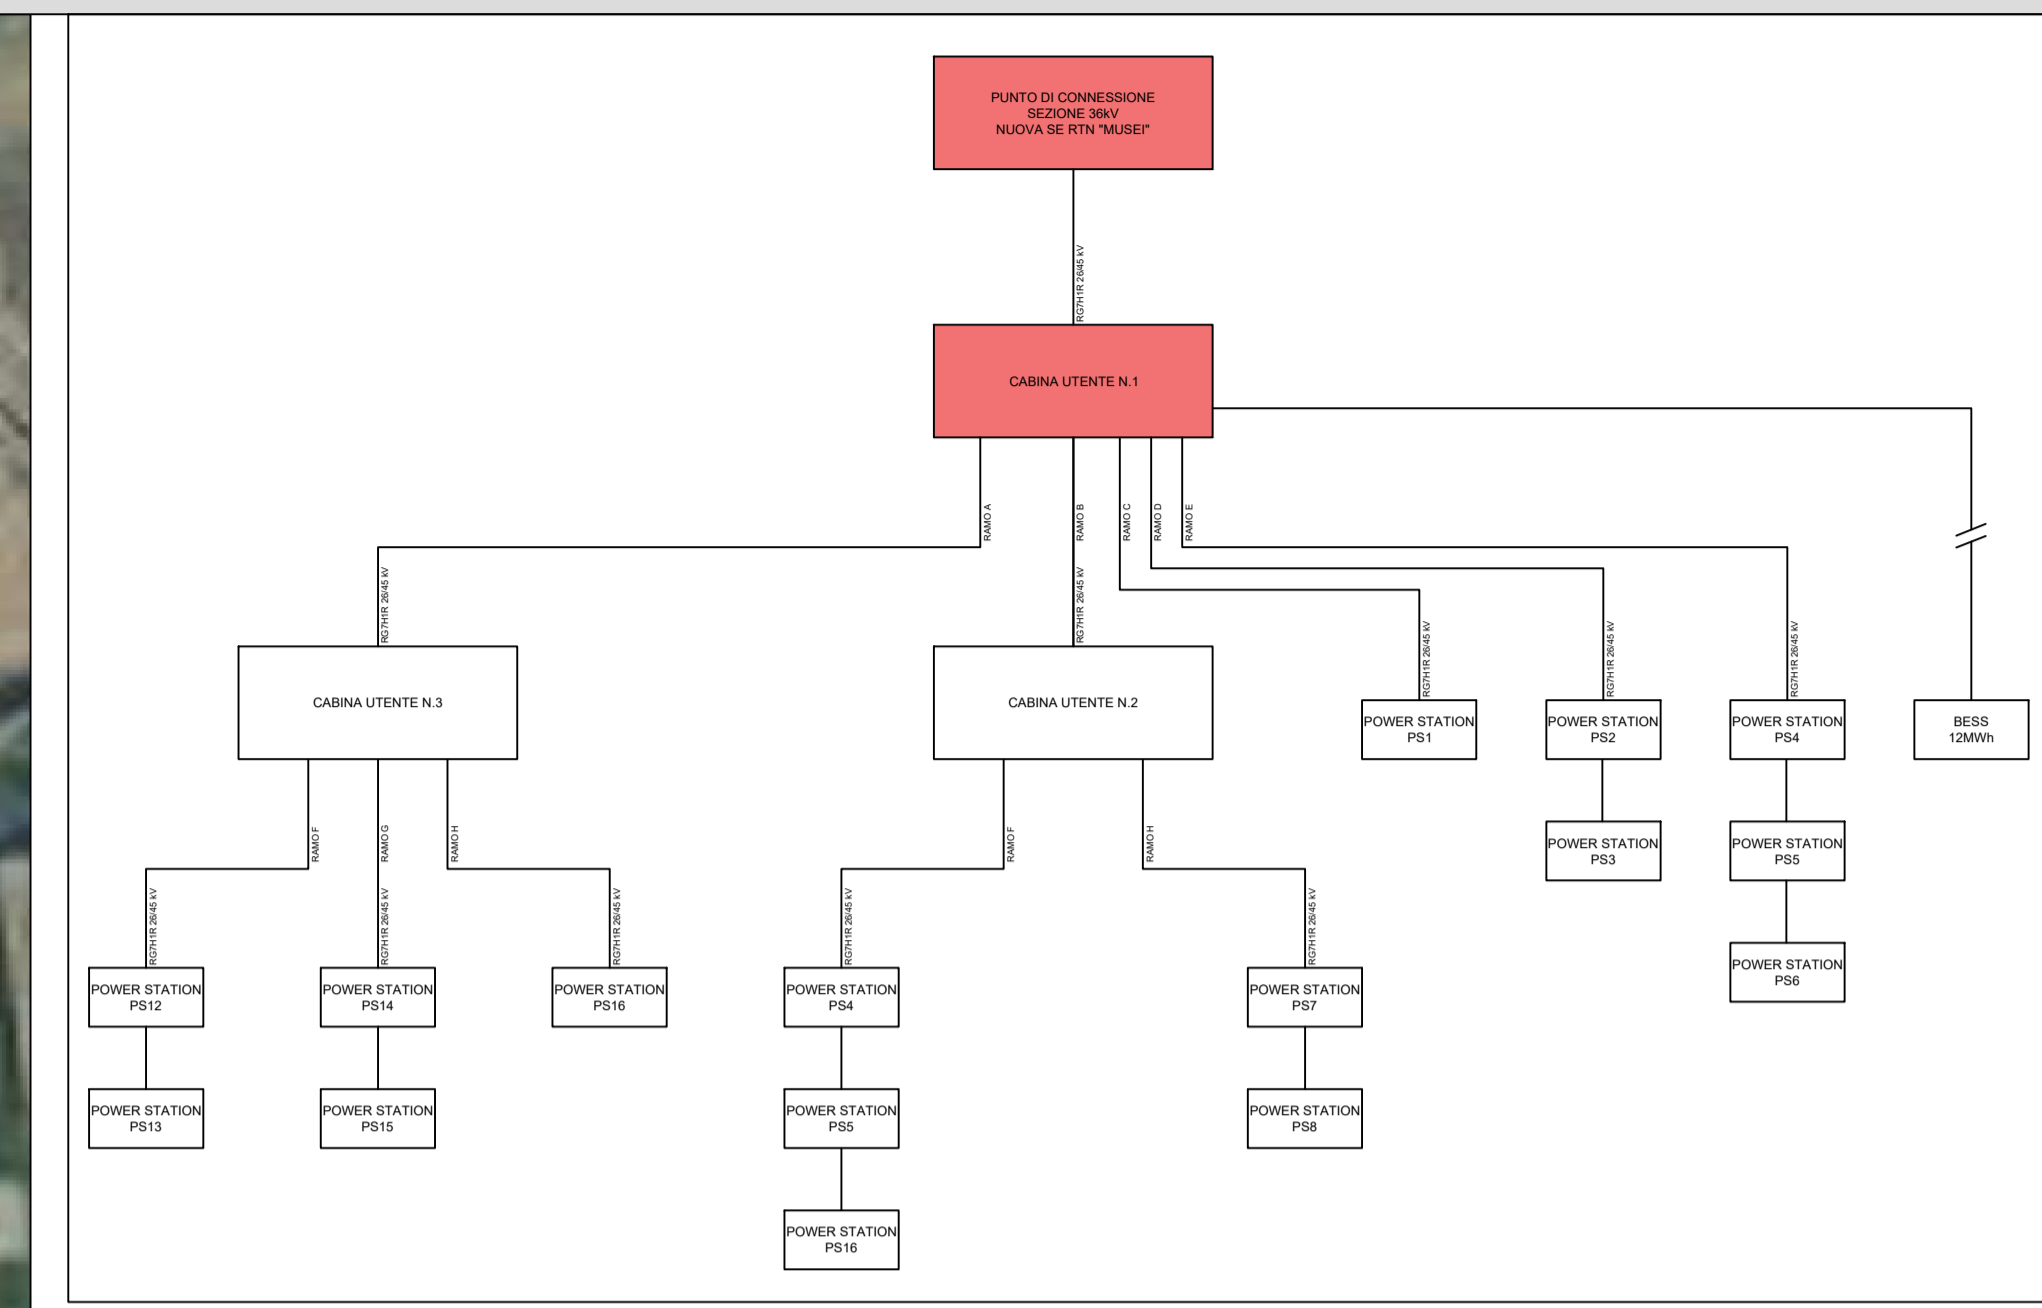 PUNTO DI CONNESSIONE
SEZIONE 36kV
NUOVA SE RTN "MUSEI"
RG7H1R 26/45 kV
CABINA UTENTE N.1
RAMO A
RAMO B
RAMO C
RAMO D
RAMO E
RG7H1R 26/45 kV
RG7H1R 26/45 kV
RG7H1R 26/45 kV
RG7H1R 26/45 kV
RG7H1R 26/45 kV
CABINA UTENTE N.3
CABINA UTENTE N.2
POWER STATION
PS1
POWER STATION
PS2
POWER STATION
PS4
BESS
12MWh
RAMO F
RAMO G
RAMO H
RAMO F
RAMO H
POWER STATION
PS3
POWER STATION
PS5
RG7H1R 26/45 kV
RG7H1R 26/45 kV
RG7H1R 26/45 kV
RG7H1R 26/45 kV
RG7H1R 26/45 kV
POWER STATION
PS12
POWER STATION
PS14
POWER STATION
PS16
POWER STATION
PS4
POWER STATION
PS7
POWER STATION
PS6
POWER STATION
PS13
POWER STATION
PS15
POWER STATION
PS5
POWER STATION
PS8
POWER STATION
PS16